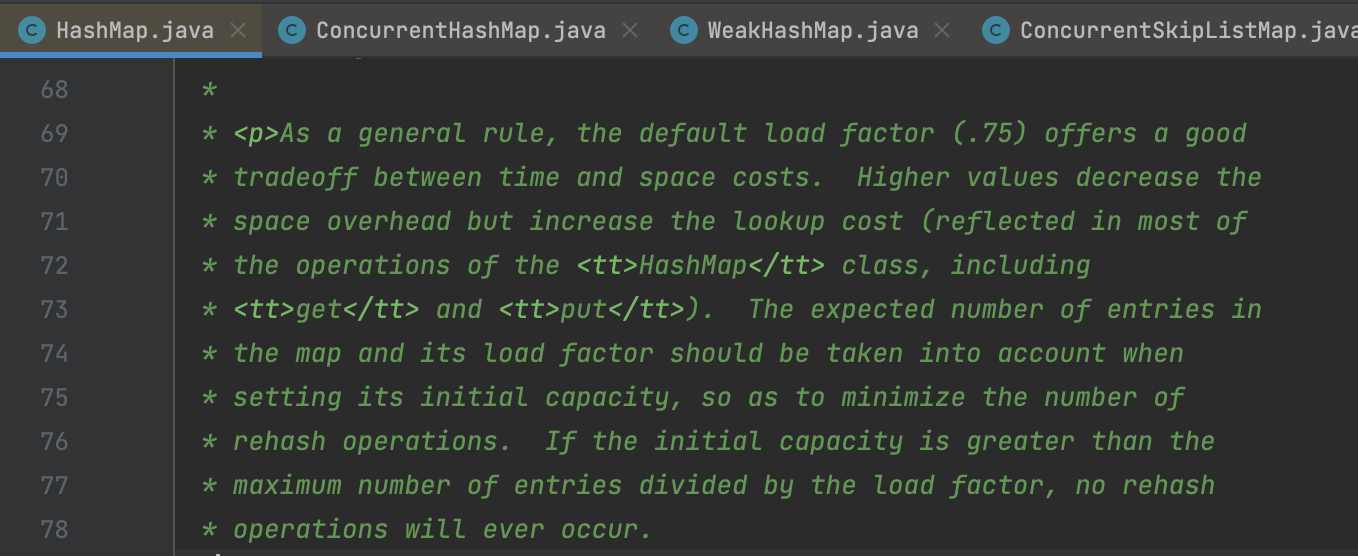 HashMap.java ConcurrentHashMap.java WeakHashMap.java ConcurrentSkipListMap.java
68 *
69 * <p>As a general rule, the default load factor (.75) offers a good
70 * tradeoff between time and space costs.  Higher values decrease the
71 * space overhead but increase the lookup cost (reflected in most of
72 * the operations of the <tt>HashMap</tt> class, including
73 * <tt>get</tt> and <tt>put</tt>).  The expected number of entries in
74 * the map and its load factor should be taken into account when
75 * setting its initial capacity, so as to minimize the number of
76 * rehash operations.  If the initial capacity is greater than the
77 * maximum number of entries divided by the load factor, no rehash
78 * operations will ever occur.